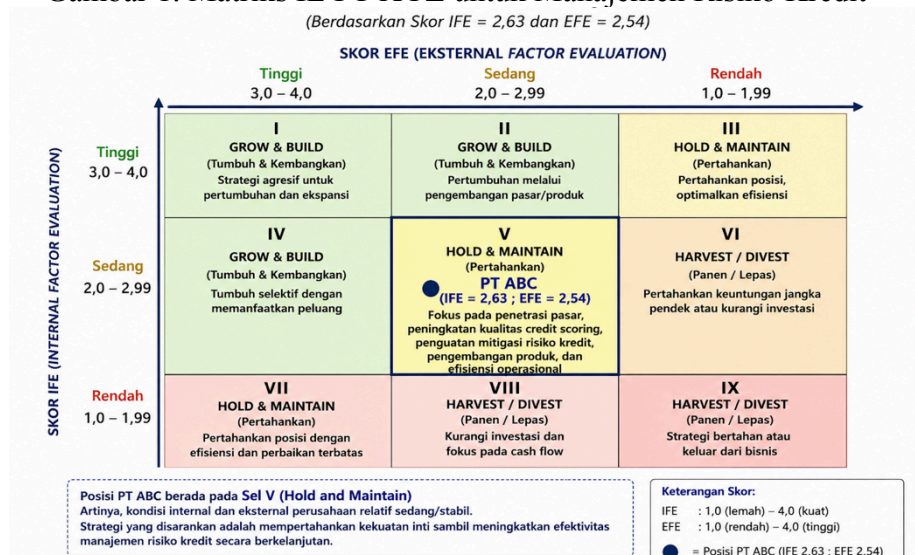 (Berdasarkan Skor IFE = 2,63 dan EFE = 2,54)
SKOR EFE (EKSTERNAL FACTOR EVALUATION)
Tinggi
3,0 – 4,0
Sedang
2,0 – 2,99
Rendah
1,0 – 1,99
SKOR IFE (INTERNAL FACTOR EVALUATION)
Tinggi
3,0 – 4,0
I
GROW & BUILD
(Tumbuh & Kembangkan)
Strategi agresif untuk
pertumbuhan dan ekspansi
II
GROW & BUILD
(Tumbuh & Kembangkan)
Pertumbuhan melalui
pengembangan pasar/produk
III
HOLD & MAINTAIN
(Pertahankan)
Pertahankan posisi,
optimalkan efisiensi
Sedang
2,0 – 2,99
IV
GROW & BUILD
(Tumbuh & Kembangkan)
Tumbuh selektif dengan
memanfaatkan peluang
V
HOLD & MAINTAIN
(Pertahankan)
PT ABC
(IFE = 2,63 ; EFE = 2,54)
Fokus pada penetrasi pasar,
peningkatan kualitas credit scoring,
penguatan mitigasi risiko kredit,
pengembangan produk, dan
efisiensi operasional
VI
HARVEST / DIVEST
(Panen / Lepas)
Pertahankan keuntungan jangka
pendek atau kurangi investasi
Rendah
1,0 – 1,99
VII
HOLD & MAINTAIN
(Pertahankan)
Pertahankan posisi dengan
efisiensi dan perbaikan terbatas
VIII
HARVEST / DIVEST
(Panen / Lepas)
Kurangi investasi dan
fokus pada cash flow
IX
HARVEST / DIVEST
(Panen / Lepas)
Strategi bertahan atau
keluar dari bisnis
Posisi PT ABC berada pada Sel V (Hold and Maintain)
Artinya, kondisi internal dan eksternal perusahaan relatif sedang/stabil.
Strategi yang disarankan adalah mempertahankan kekuatan inti sambil meningkatkan efektivitas
manajemen risiko kredit secara berkelanjutan.
Keterangan Skor:
IFE : 1,0 (lemah) – 4,0 (kuat)
EFE : 1,0 (rendah) – 4,0 (tinggi)
= Posisi PT ABC (IFE 2,63 ; EFE 2,54)